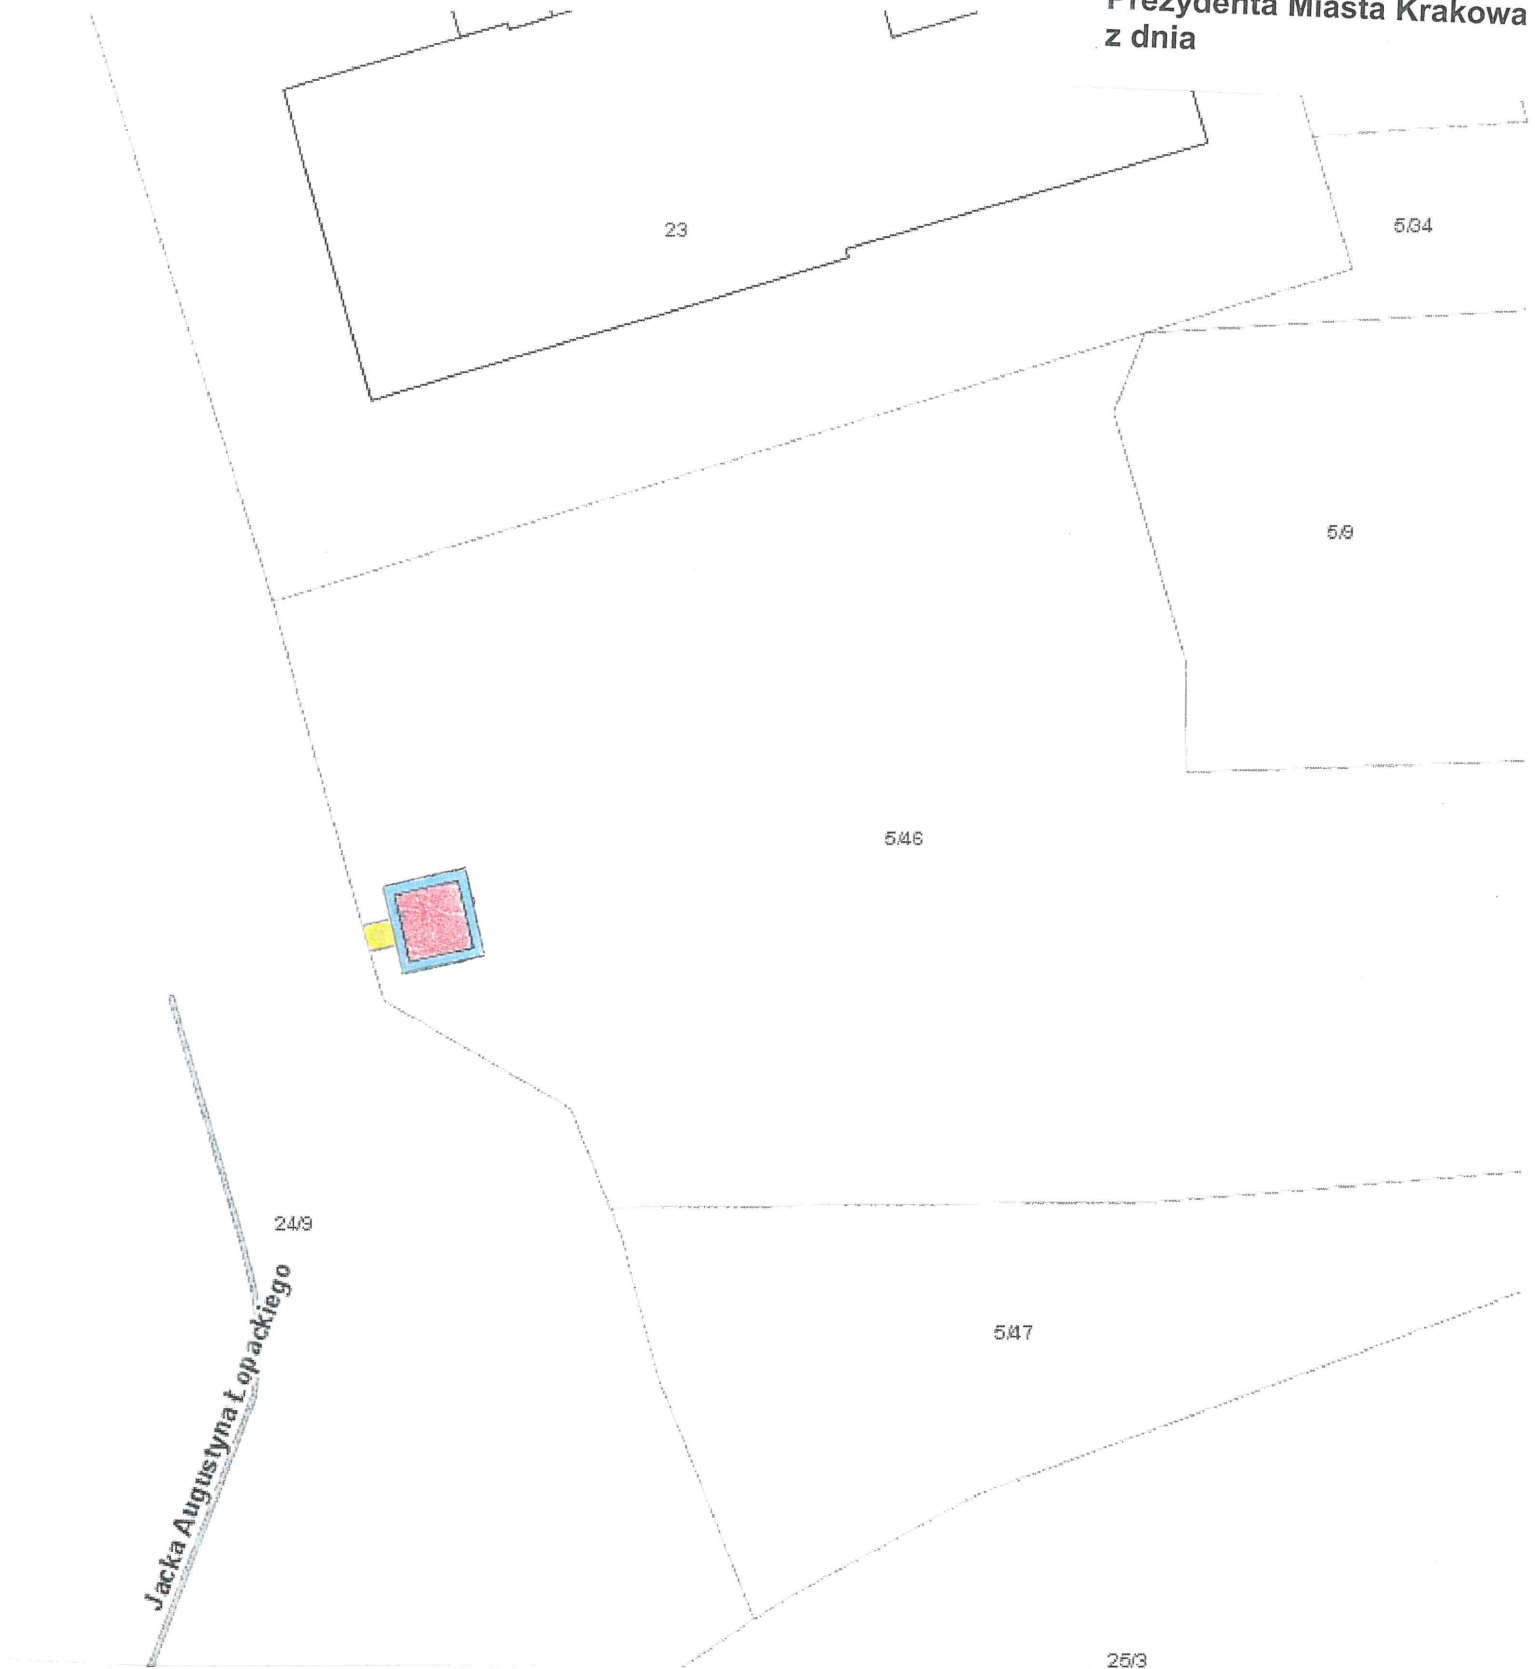 Prezydenta Miasta Krakowa
z dnia
23
5/34
5/9
5/46
24/9
Jacka Augustyna Łopackiego
5/47
25/3